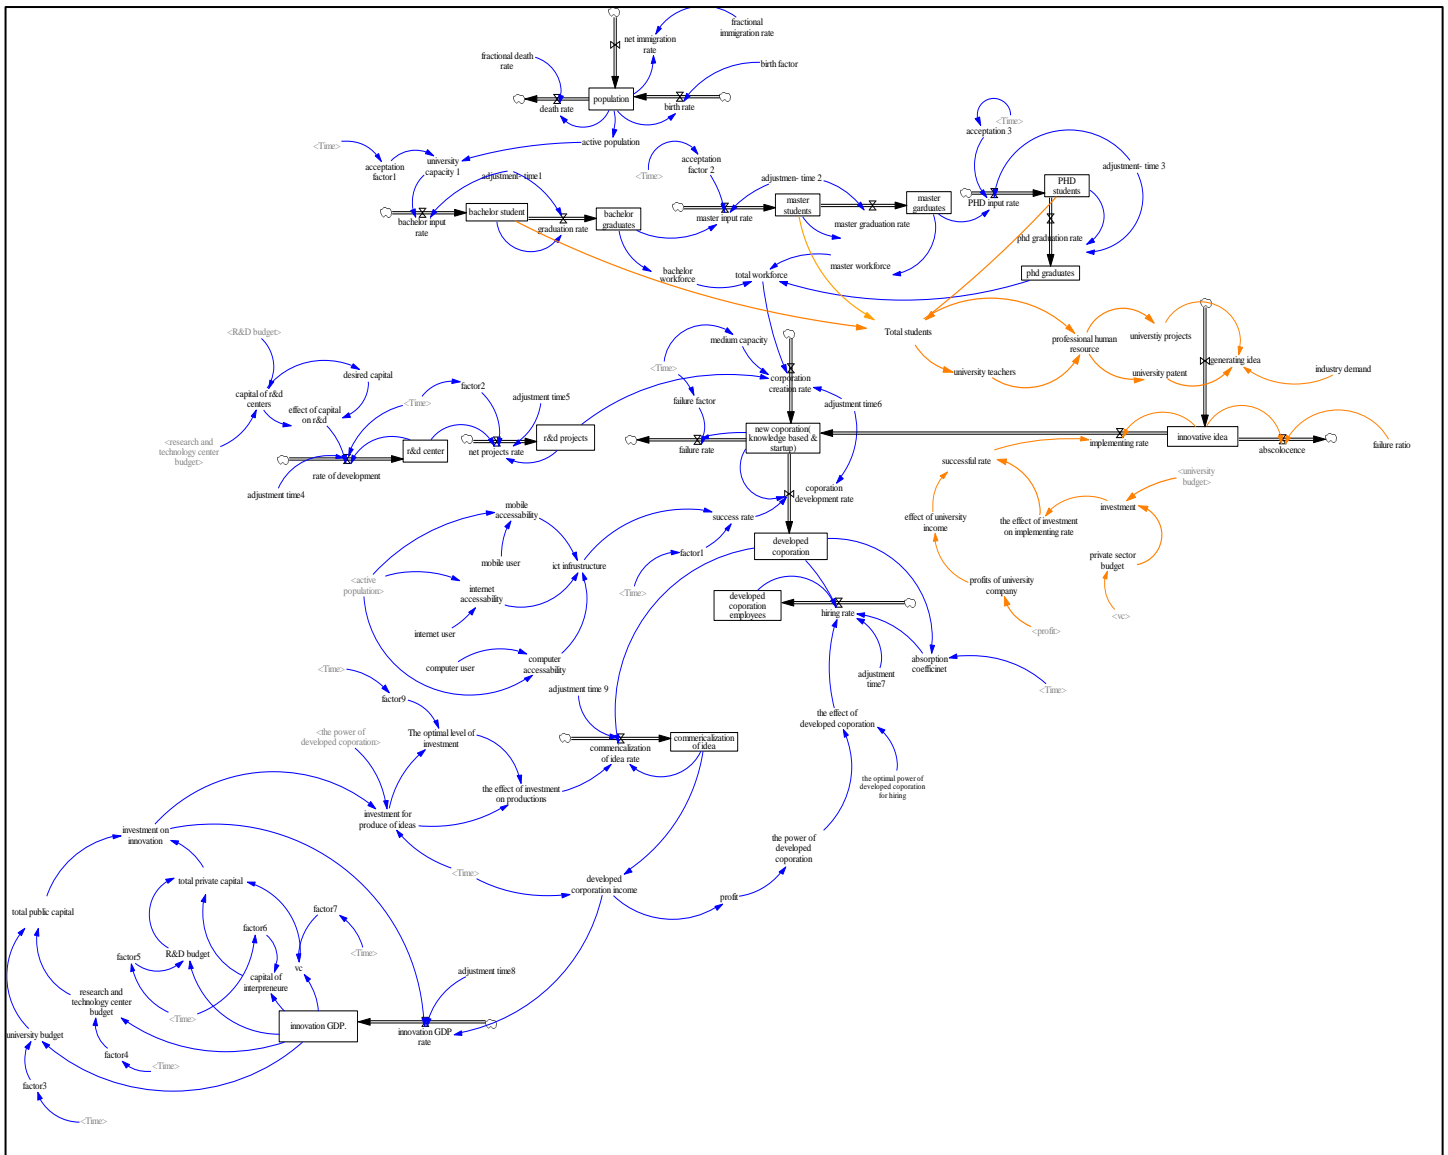 fractional
immigration rate
net immigration
rate
fractional death
rate
birth factor
population
death rate
birth rate
active population
<Time>
acceptation
factor1
university
capacity 1
adjustment- time1
<Time>
acceptation
factor 2
adjustmen- time 2
<Time>
acceptation 3
adjustment- time 3
bachelor input
rate
bachelor student
graduation rate
bachelor
graduates
master input rate
master
students
master graduation rate
master
garduates
PHD input rate
PHD
students
phd graduation rate
phd graduates
bachelor
workforce
total workforce
master workforce
<R&D budget>
desired capital
capital of r&d
centers
effect of capital
on r&d
<research and
technology center
budget>
factor2
<Time>
adjustment time5
adjustment time4
rate of development
r&d center
net projects rate
r&d projects
medium capacity
<Time>
failure factor
corporation
creation rate
adjustment time6
failure rate
new coporation(
knowledge based &
startup)
coporation
development rate
Total students
university teachers
professional human
resource
universtiy projects
university patent
generating idea
industry demand
implementing rate
innovative idea
abscolocence
failure ratio
successful rate
<university
budget>
effect of university
income
the effect of investment
on implementing rate
investment
private sector
budget
profits of university
company
<profit>
<vc>
mobile
accessability
mobile user
success rate
factor1
<Time>
ict infrustructure
<active
population>
internet
accessability
internet user
computer user
computer
accessability
developed
coporation
developed
coporation
employees
hiring rate
adjustment
time7
absorption
coefficinet
<Time>
<Time>
factor9
adjustment time 9
<the power of
developed coporation>
The optimal level of
investment
commericalization
of idea rate
commericalization
of idea
the effect of
developed coporation
the optimal power of
developed coporation
for hiring
the effect of investment
on productions
investment for
produce of ideas
investment on
innovation
the power of
developed
coporation
<Time>
developed
corporation income
profit
total private capital
total public capital
factor7
<Time>
factor6
factor5
R&D budget
vc
capital of
interpreneure
research and
technology center
budget
<Time>
adjustment time8
innovation GDP.
innovation GDP
rate
university budget
factor4
<Time>
factor3
<Time>